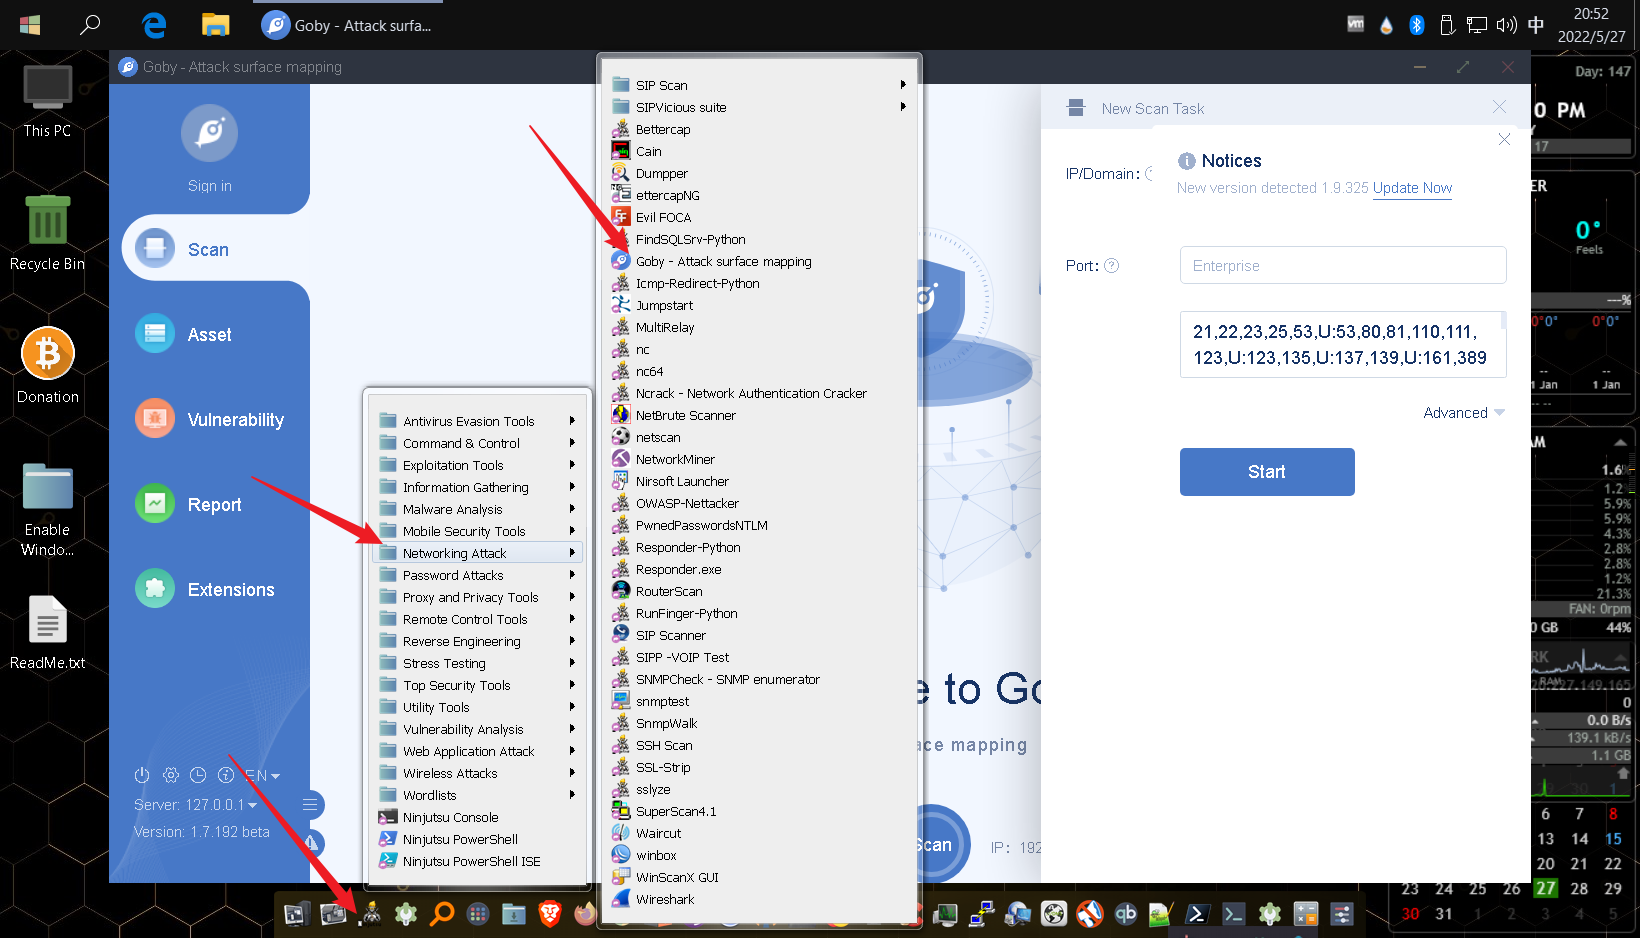 Goby - Attack surfa...
中
20:52
2022/5/27
This PC
Recycle Bin
Donation
Enable
Windo...
ReadMe.txt
Goby - Attack surface mapping
Sign in
Scan
Asset
Vulnerability
Report
Extensions
EN
Server: 127.0.0.1
Version: 1.7.192 beta
Antivirus Evasion Tools
Command & Control
Exploitation Tools
Information Gathering
Malware Analysis
Mobile Security Tools
Networking Attack
Password Attacks
Proxy and Privacy Tools
Remote Control Tools
Reverse Engineering
Stress Testing
Top Security Tools
Utility Tools
Vulnerability Analysis
Web Application Attack
Wireless Attacks
Wordlists
Ninjutsu Console
Ninjutsu PowerShell
Ninjutsu PowerShell ISE
SIP Scan
SIPVicious suite
Bettercap
Cain
Dumpper
ettercapNG
Evil FOCA
FindSQLSrv-Python
Goby - Attack surface mapping
Icmp-Redirect-Python
Jumpstart
MultiRelay
nc
nc64
Ncrack - Network Authentication Cracker
NetBrute Scanner
netscan
NetworkMiner
Nirsoft Launcher
OWASP-Nettacker
PwnedPasswordsNTLM
Responder-Python
Responder.exe
RouterScan
RunFinger-Python
SIP Scanner
SIPP -VOIP Test
SNMPCheck - SNMP enumerator
snmptest
SnmpWalk
SSH Scan
SSL-Strip
sslyze
SuperScan4.1
Waircut
winbox
WinScanX GUI
Wireshark
e to Go
ace mapping
can
IP: 192
New Scan Task
IP/Domain:
Notices
New version detected 1.9.325 Update Now
Port:
Enterprise
21,22,23,25,53,U:53,80,81,110,111,
123,U:123,135,U:137,139,U:161,389
Advanced
Start
Day: 147
0 PM
17
ER
0°
Feels
---%
0°0° 0°0°
-- --
1 Jan 1 Jan
AM
1.6%
1.2%
5.9%
5.9%
4.3%
2.8%
2.8%
1.2%
21.3%
FAN: 0rpm
0 GB 44%
RK
RAM
0
0.0 B/s
139.1 kB/s
1.1 GB
1
6 7 8
13 14 15
20 21 22
23 24 25 26 27 28 29
30 31 1 2 3 4 5